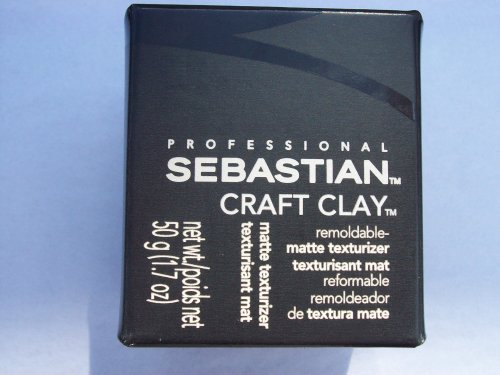 PROFESSIONAL
SEBASTIAN™
CRAFT CLAY™
remoldable-
matte texturizer
texturisant mat
reformable
remoldeador
de textura mate
matte texturizer
texturisant mat
net wt./poids net
50 g (1.7 oz)